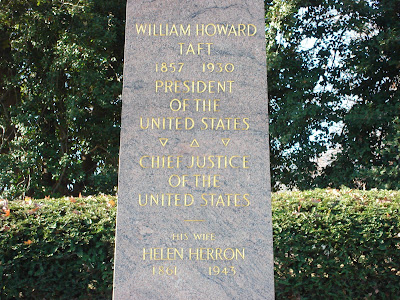 WILLIAM HOWARD
TAFT
1857 1930
PRESIDENT
OF THE
UNITED STATES
CHIEF JUSTICE
OF THE
UNITED STATES
HIS WIFE
HELEN HERRON
1861 1943